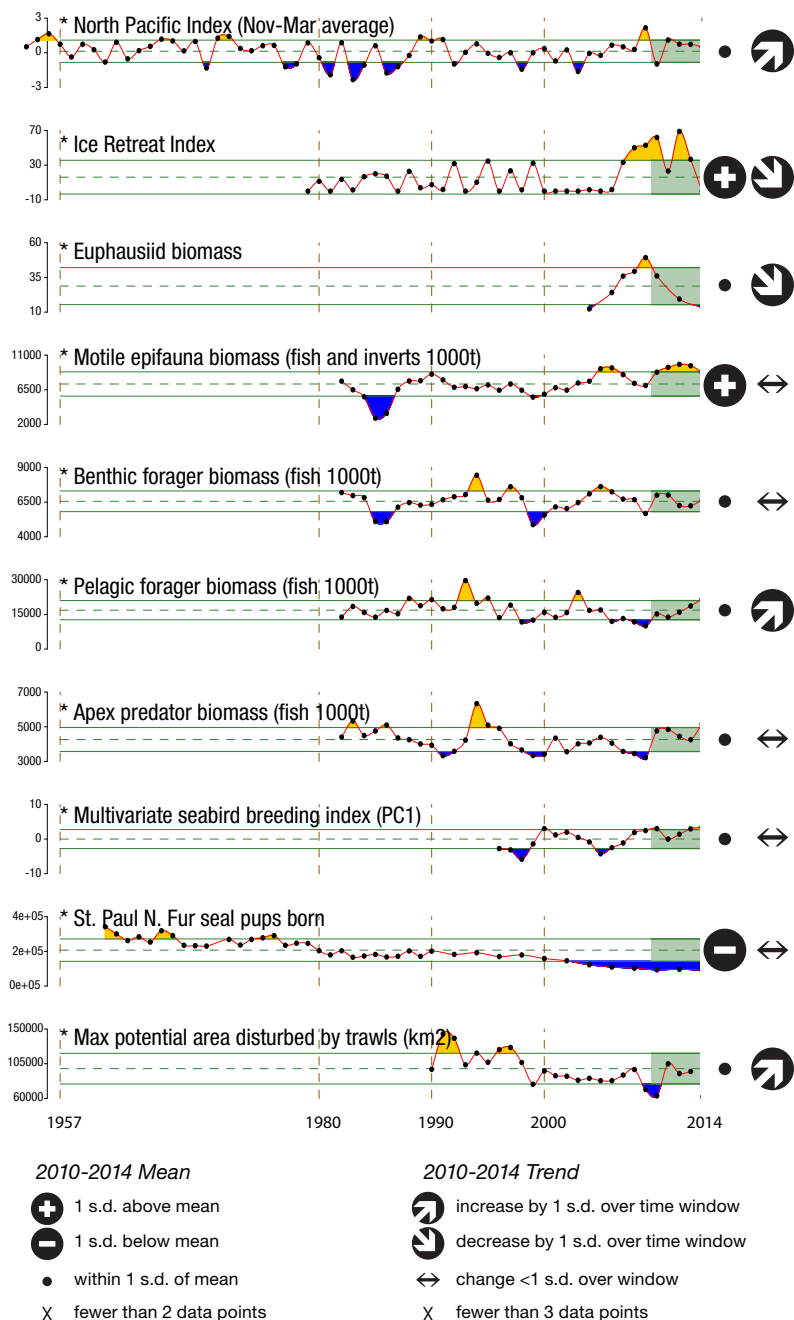 * North Pacific Index (Nov-Mar average)
3
0
-3
* Ice Retreat Index
70
30
-10
* Euphausiid biomass
60
35
10
* Motile epifauna biomass (fish and inverts 1000t)
11000
6500
2000
* Benthic forager biomass (fish 1000t)
9000
6500
4000
* Pelagic forager biomass (fish 1000t)
30000
15000
0
* Apex predator biomass (fish 1000t)
7000
5000
3000
* Multivariate seabird breeding index (PC1)
10
0
-10
* St. Paul N. Fur seal pups born
4e+05
2e+05
0e+05
* Max potential area disturbed by trawls (km2)
150000
105000
60000
1957 1980 1990 2000 2014
2010-2014 Mean
1 s.d. above mean
1 s.d. below mean
within 1 s.d. of mean
X fewer than 2 data points
2010-2014 Trend
increase by 1 s.d. over time window
decrease by 1 s.d. over time window
change <1 s.d. over window
X fewer than 3 data points